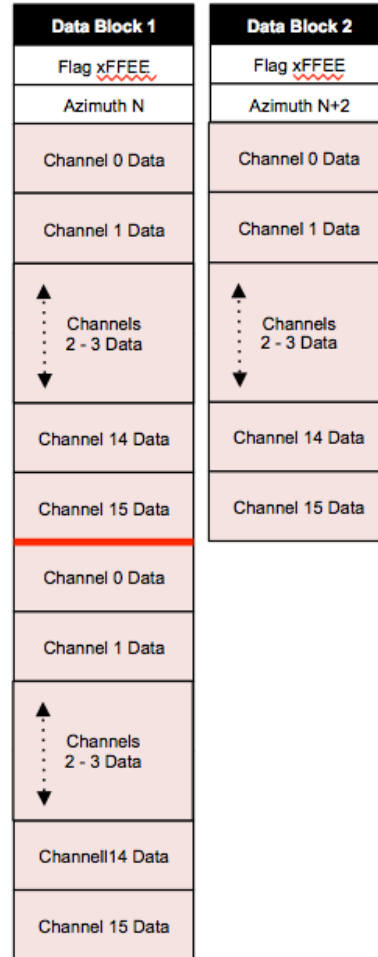 Data Block 1
Flag xFFEE
Azimuth N
Channel 0 Data
Channel 1 Data
Channels
2 - 3 Data
Channel 14 Data
Channel 15 Data
Channel 0 Data
Channel 1 Data
Channels
2 - 3 Data
Channell14 Data
Channel 15 Data
Data Block 2
Flag xFFEE
Azimuth N+2
Channel 0 Data
Channel 1 Data
Channels
2 - 3 Data
Channel 14 Data
Channel 15 Data